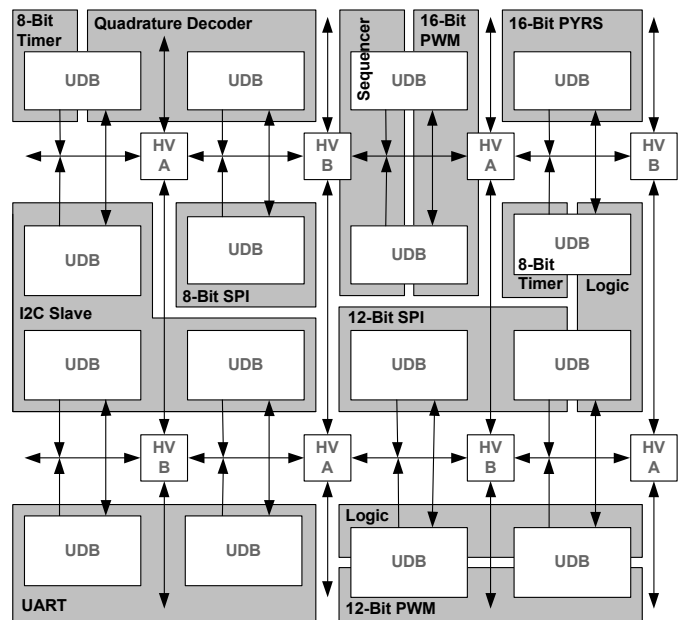 8-Bit
Timer
Quadrature Decoder
Sequencer
16-Bit
PWM
16-Bit PYRS
UDB
UDB
UDB
UDB
HV
A
HV
B
HV
A
HV
B
UDB
UDB
UDB
UDB
8-Bit
Timer
Logic
8-Bit SPI
I2C Slave
12-Bit SPI
UDB
UDB
UDB
UDB
HV
B
HV
A
HV
B
HV
A
Logic
UDB
UDB
UDB
UDB
UART
12-Bit PWM